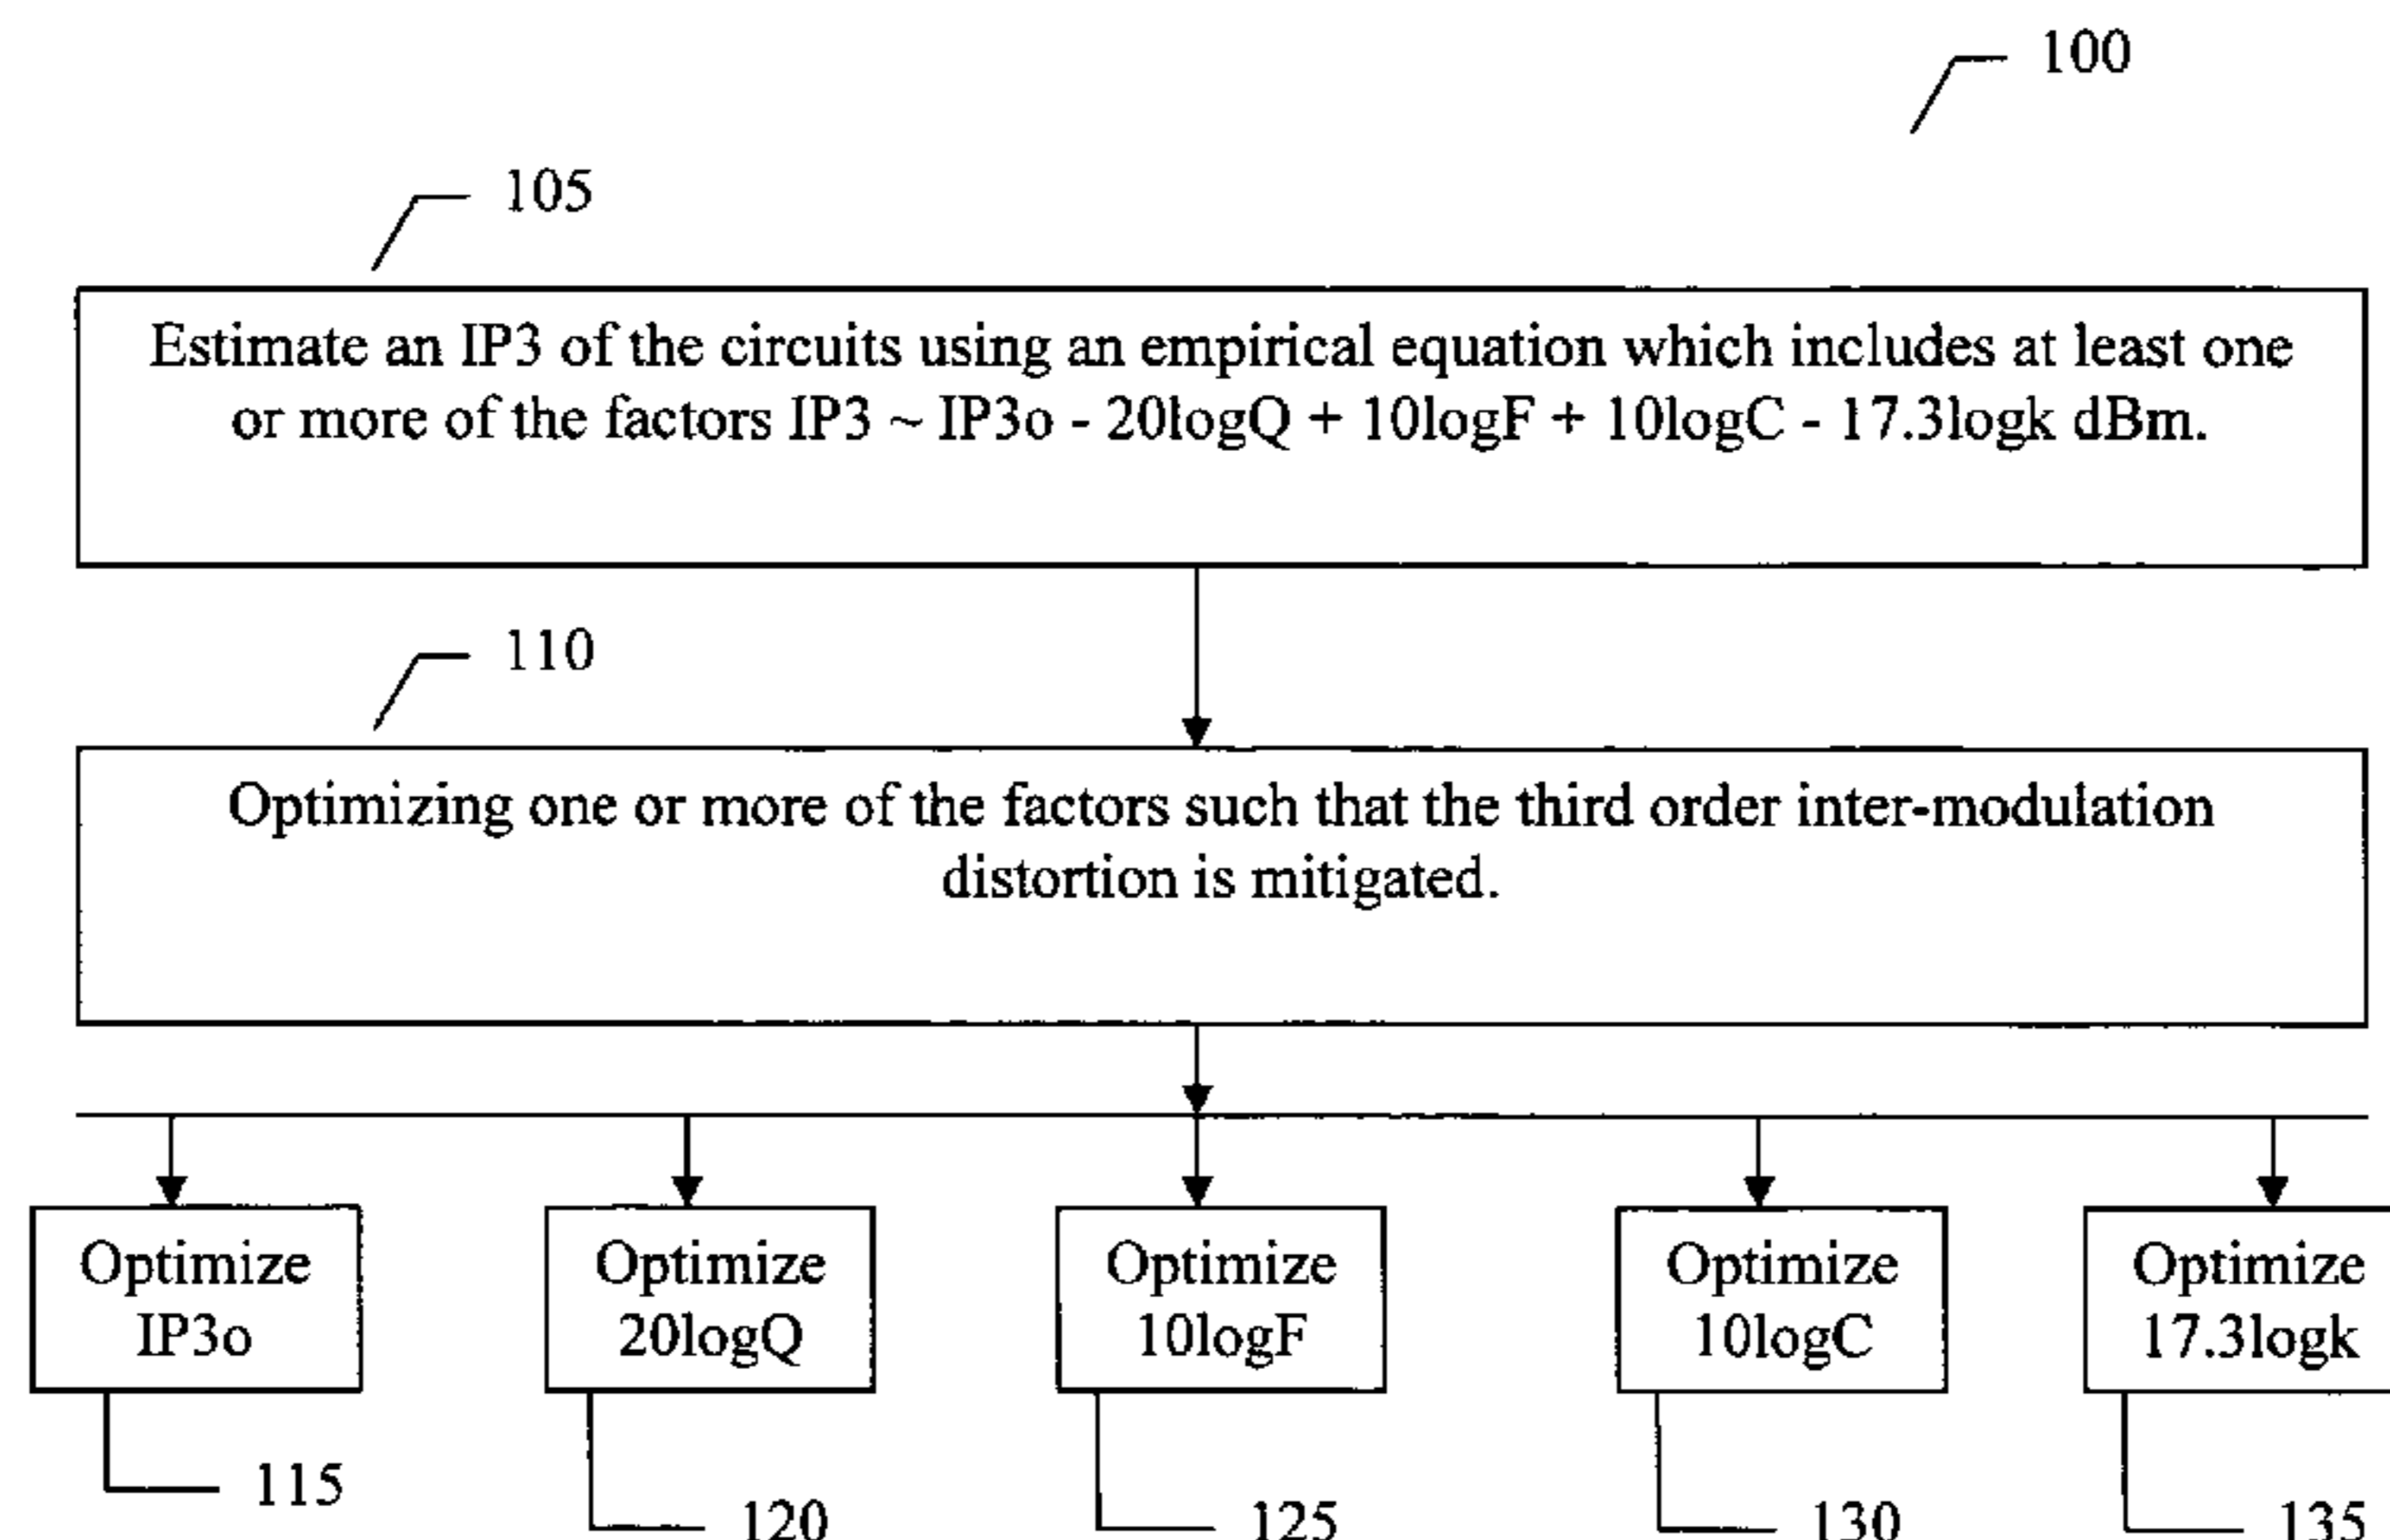 100
105
Estimate an IP3 of the circuits using an empirical equation which includes at least one
or more of the factors IP3 ~ IP3o - 20logQ + 10logF + 10logC - 17.3logk dBm.
110
Optimizing one or more of the factors such that the third order inter-modulation
distortion is mitigated.
Optimize
IP3o
Optimize
20logQ
Optimize
10logF
Optimize
10logC
Optimize
17.3logk
115
120
125
130
135